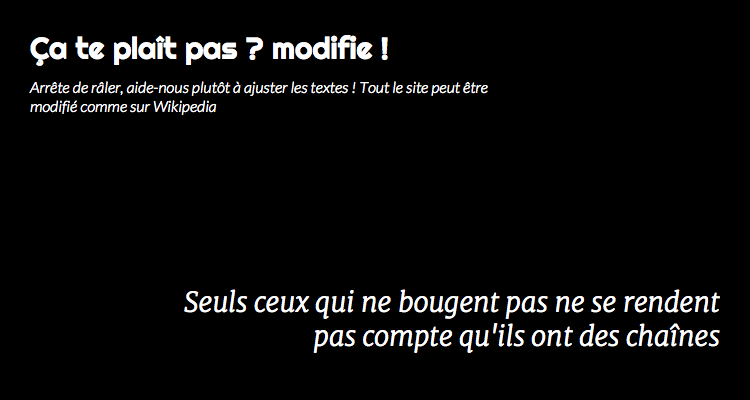 Ça te plaît pas ? modifie !
Arrête de râler, aide-nous plutôt à ajuster les textes ! Tout le site peut être
modifié comme sur Wikipedia
Seuls ceux qui ne bougent pas ne se rendent
pas compte qu'ils ont des chaînes